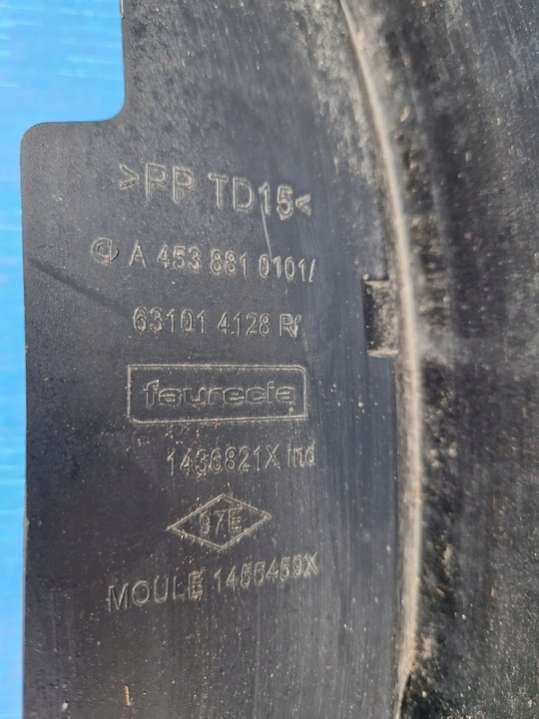 >PP TD15<
A 453 881 0101/
63101 4128 R
faurecia
1436821X Ind
97E
MOULE 1456459X